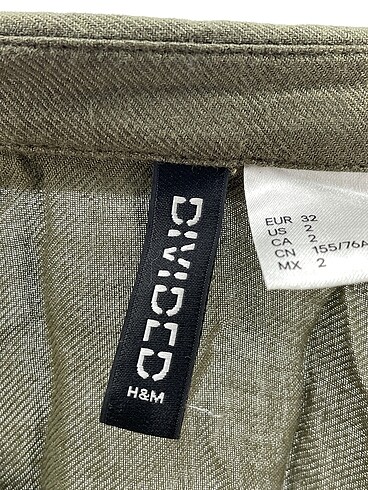 DIVIDED
H&M
EUR 32
US 2
CA 2
CN 155/76A
MX 2